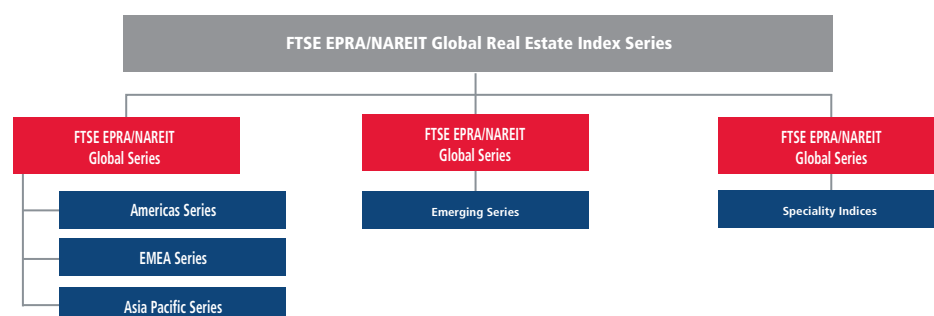 FTSE EPRA/NAREIT Global Real Estate Index Series
FTSE EPRA/NAREIT
Global Series
FTSE EPRA/NAREIT
Global Series
FTSE EPRA/NAREIT
Global Series
Americas Series
Emerging Series
Speciality Indices
EMEA Series
Asia Pacific Series